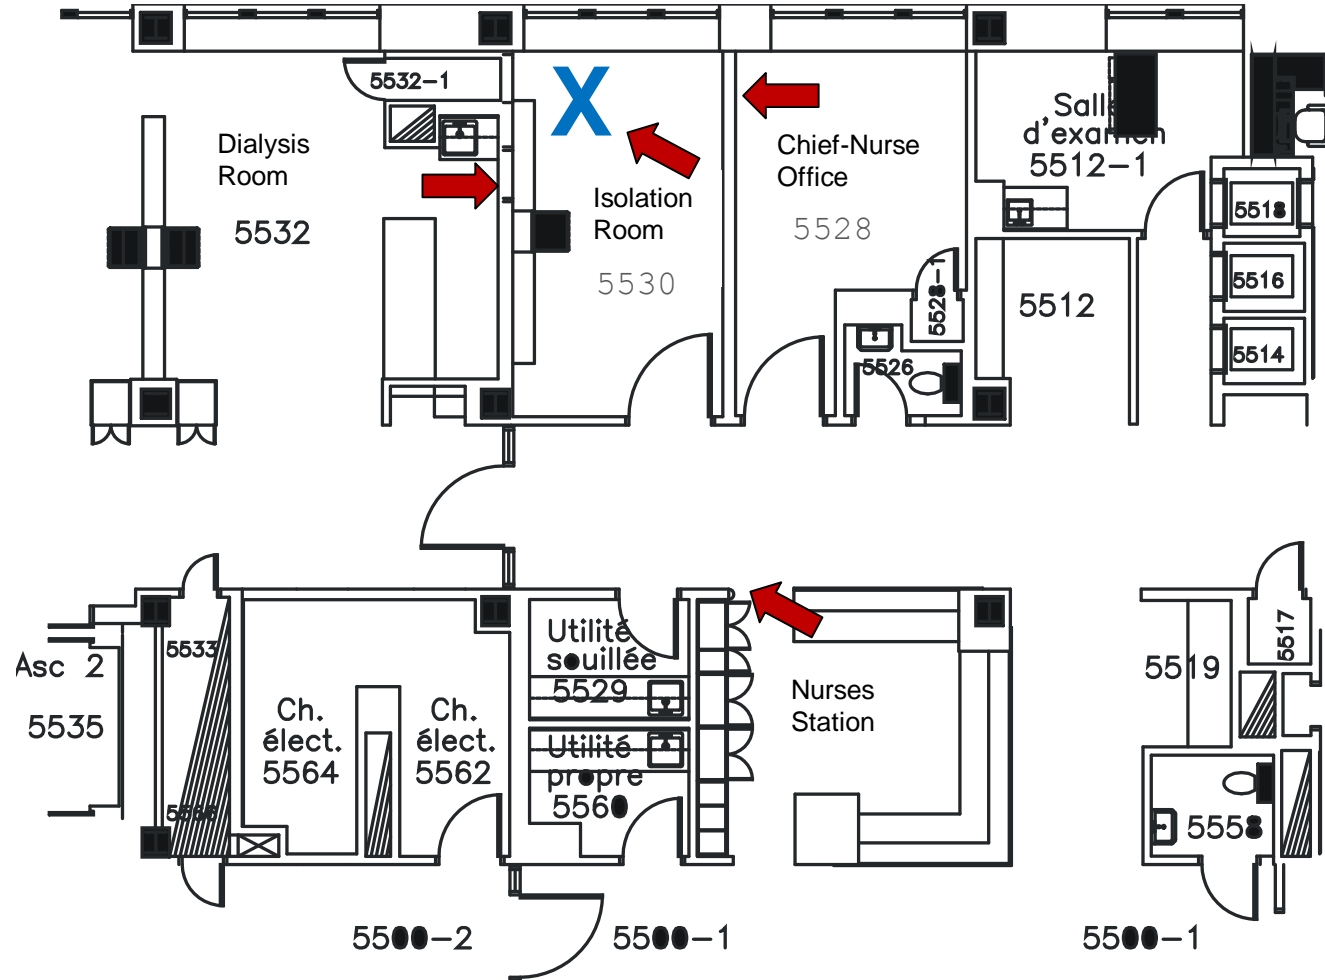 5532-1
Dialysis
Room
5532
X
Isolation
Room
5530
Chief-Nurse
Office
5528
5528-1
5526
Salle
d'examen
5512-1
5512
5518
5516
5514
Asc 2
5535
5533
5566
Ch.
élect.
5564
Ch.
élect.
5562
Utilité
souillée
5529
Utilité
propre
5560
Nurses
Station
5519
5517
5558
5500-2
5500-1
5500-1